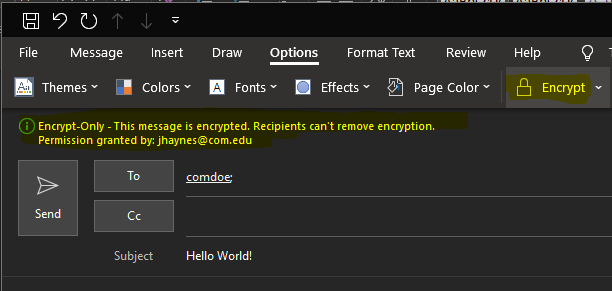 File Message Insert Draw Options Format Text Review Help
Aa Themes Colors A Fonts Effects Page Color Encrypt
Encrypt-Only - This message is encrypted. Recipients can't remove encryption.
Permission granted by: jhaynes@com.edu
To comdoe;
Send
Cc
Subject Hello World!